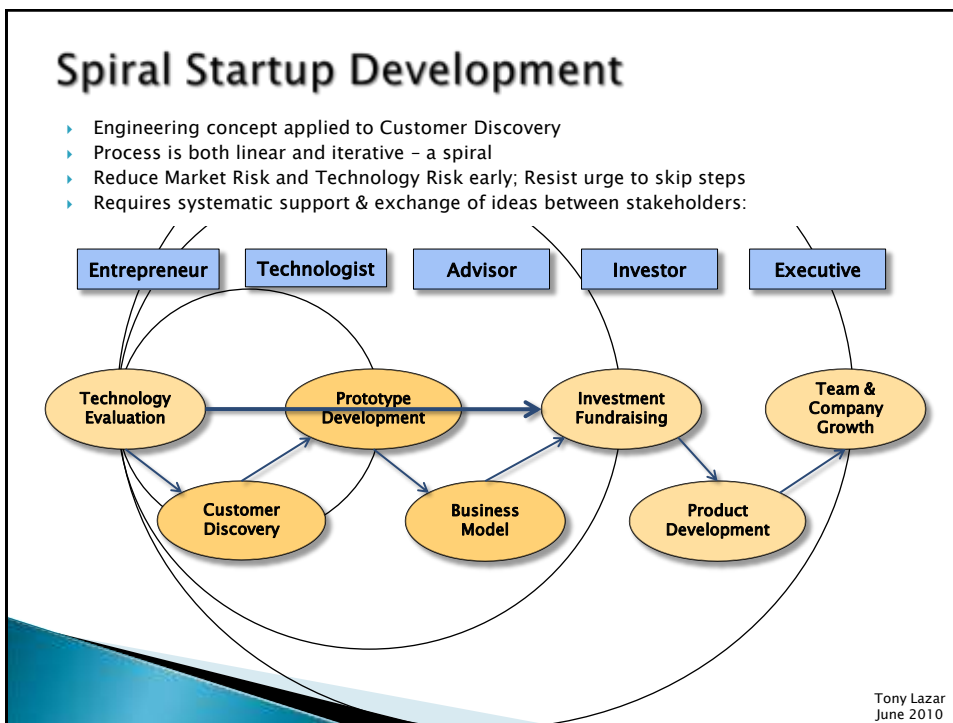 Spiral Startup Development
Engineering concept applied to Customer Discovery
Process is both linear and iterative – a spiral
Reduce Market Risk and Technology Risk early; Resist urge to skip steps
Requires systematic support & exchange of ideas between stakeholders:
Entrepreneur
Technologist
Advisor
Investor
Executive
Technology
Evaluation
Prototype
Development
Investment
Fundraising
Team &
Company
Growth
Customer
Discovery
Business
Model
Product
Development
Tony Lazar
June 2010